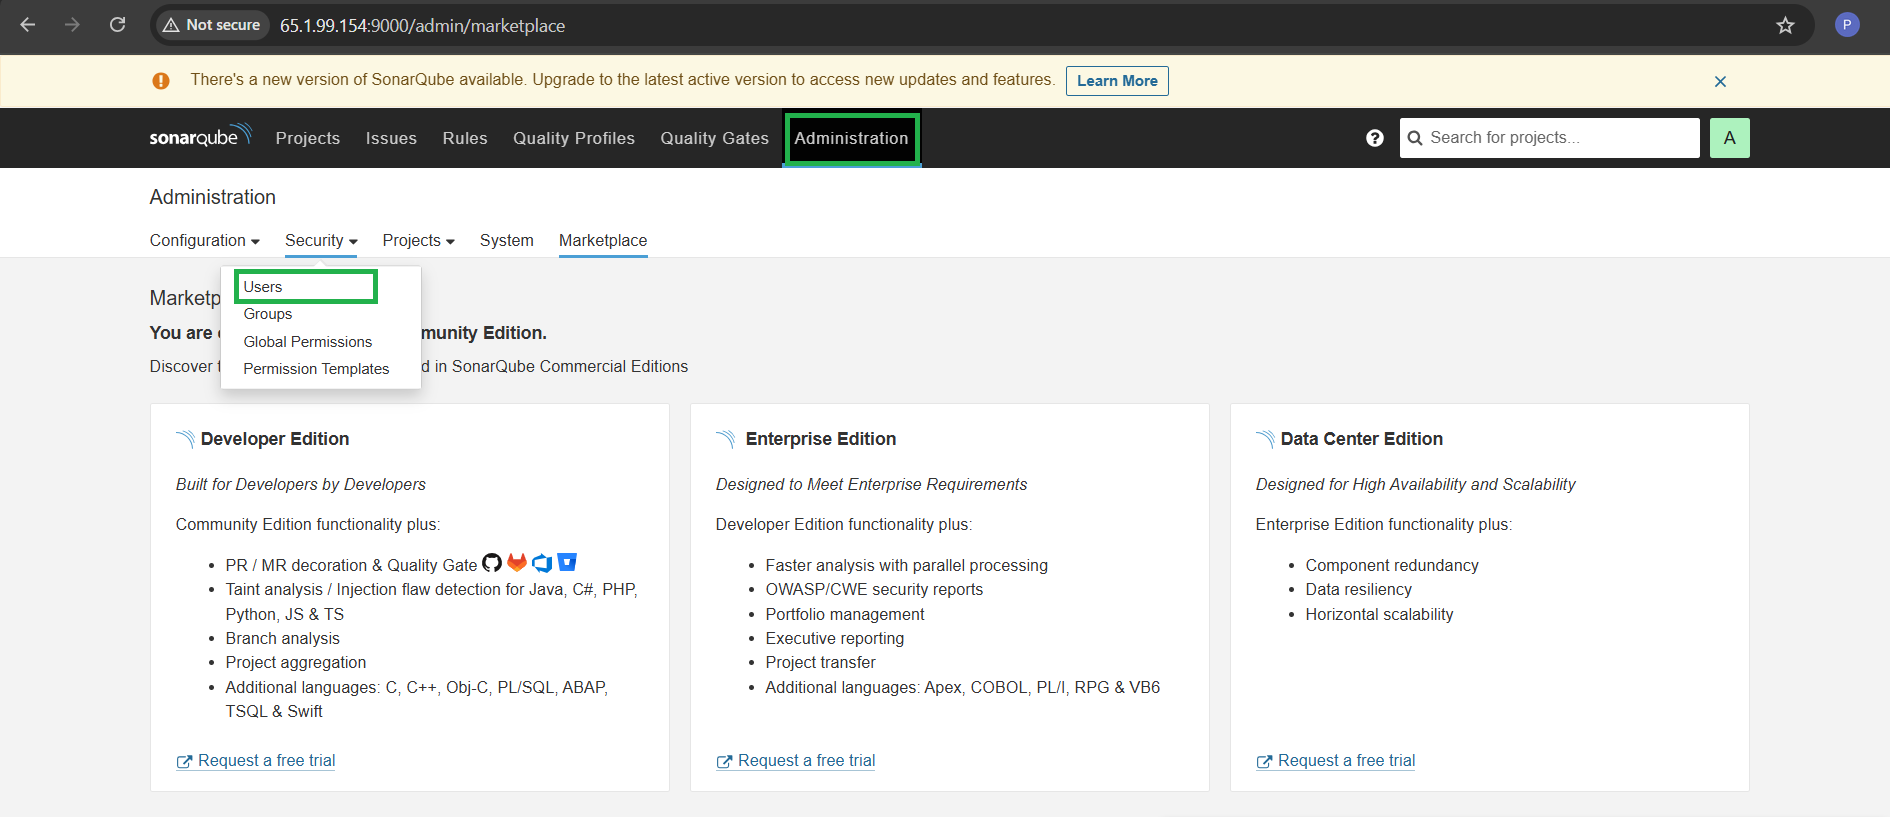 Not secure 65.1.99.154:9000/admin/marketplace P
There's a new version of SonarQube available. Upgrade to the latest active version to access new updates and features. Learn More
sonarqube Projects Issues Rules Quality Profiles Quality Gates Administration Search for projects... A
Administration
Configuration Security Projects System Marketplace
Users
Groups
Global Permissions
Permission Templates
Marketp
You are munity Edition.
Discover d in SonarQube Commercial Editions
Developer Edition
Built for Developers by Developers
Community Edition functionality plus:
• PR / MR decoration & Quality Gate
• Taint analysis / Injection flaw detection for Java, C#, PHP,
Python, JS & TS
• Branch analysis
• Project aggregation
• Additional languages: C, C++, Obj-C, PL/SQL, ABAP,
TSQL & Swift
Request a free trial
Enterprise Edition
Designed to Meet Enterprise Requirements
Developer Edition functionality plus:
• Faster analysis with parallel processing
• OWASP/CWE security reports
• Portfolio management
• Executive reporting
• Project transfer
• Additional languages: Apex, COBOL, PL/I, RPG & VB6
Request a free trial
Data Center Edition
Designed for High Availability and Scalability
Enterprise Edition functionality plus:
• Component redundancy
• Data resiliency
• Horizontal scalability
Request a free trial